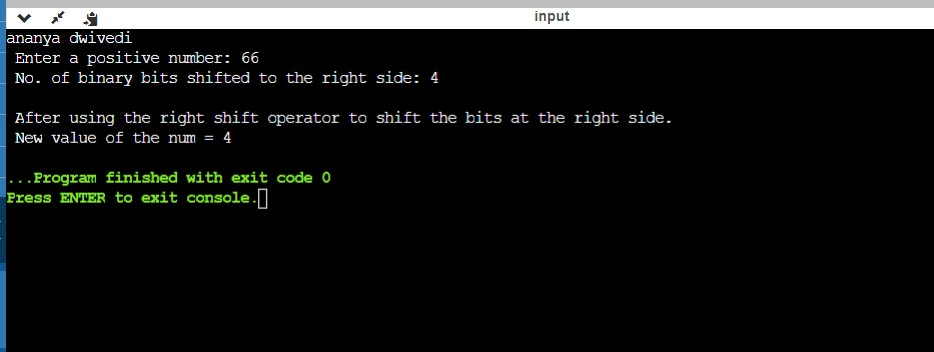 input
ananya dwivedi
Enter a positive number: 66
No. of binary bits shifted to the right side: 4
After using the right shift operator to shift the bits at the right side.
New value of the num = 4
...Program finished with exit code 0
Press ENTER to exit console.